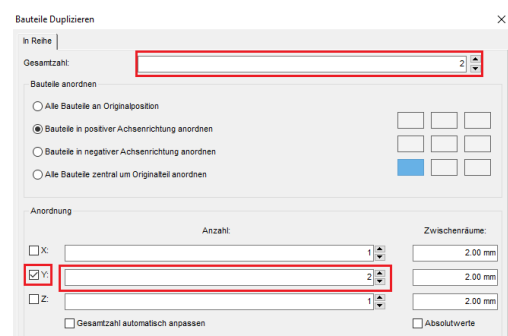 Bauteile Duplizieren
In Reihe
Gesamtzahl: 2
Bauteile anordnen
Alle Bauteile an Originalposition
Bauteile in positiver Achsenrichtung anordnen
Bauteile in negativer Achsenrichtung anordnen
Alle Bauteile zentral um Originalteil anordnen
Anordnung
Anzahl: Zwischenräume:
X: 1 2.00 mm
Y: 2 2.00 mm
Z: 1 2.00 mm
Gesamtzahl automatisch anpassen Absolutwerte